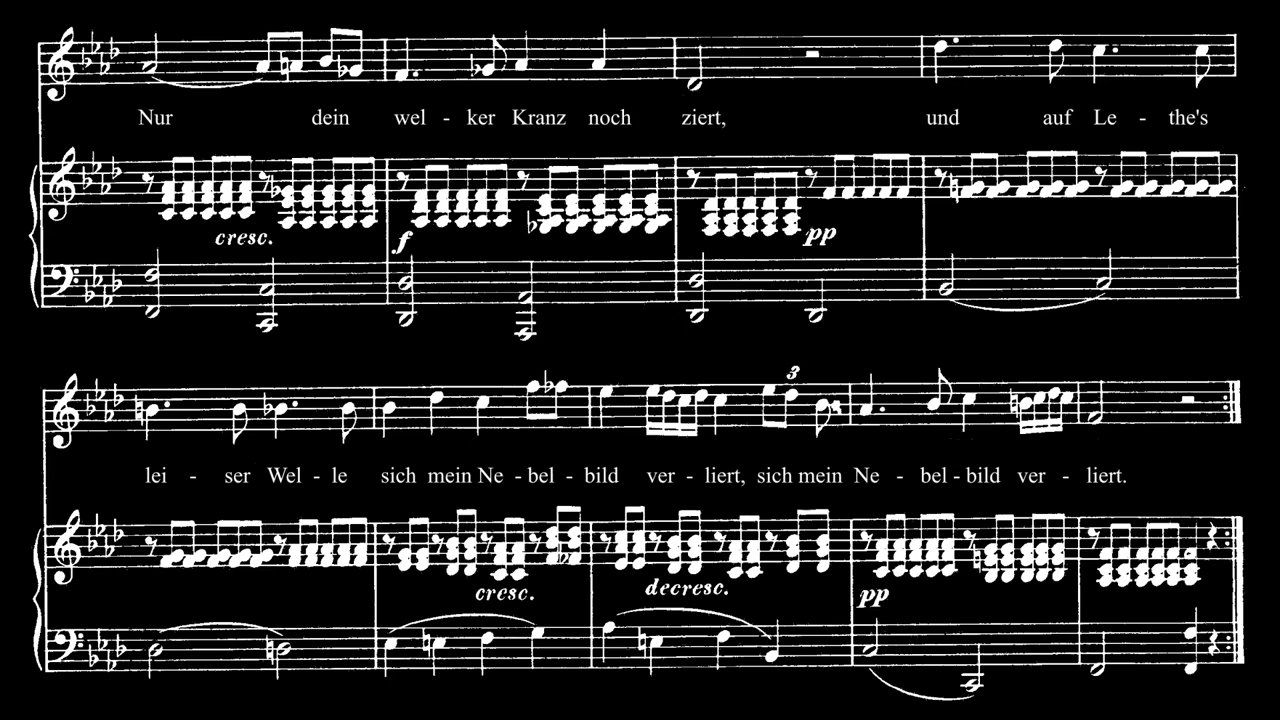 Nur dein wel - ker Kranz noch ziert, und auf Le - the's
cresc. f pp
lei - ser Wel - le sich mein Ne - bel - bild ver - liert, sich mein Ne - bel - bild ver - liert.
3
cresc. decresc. pp